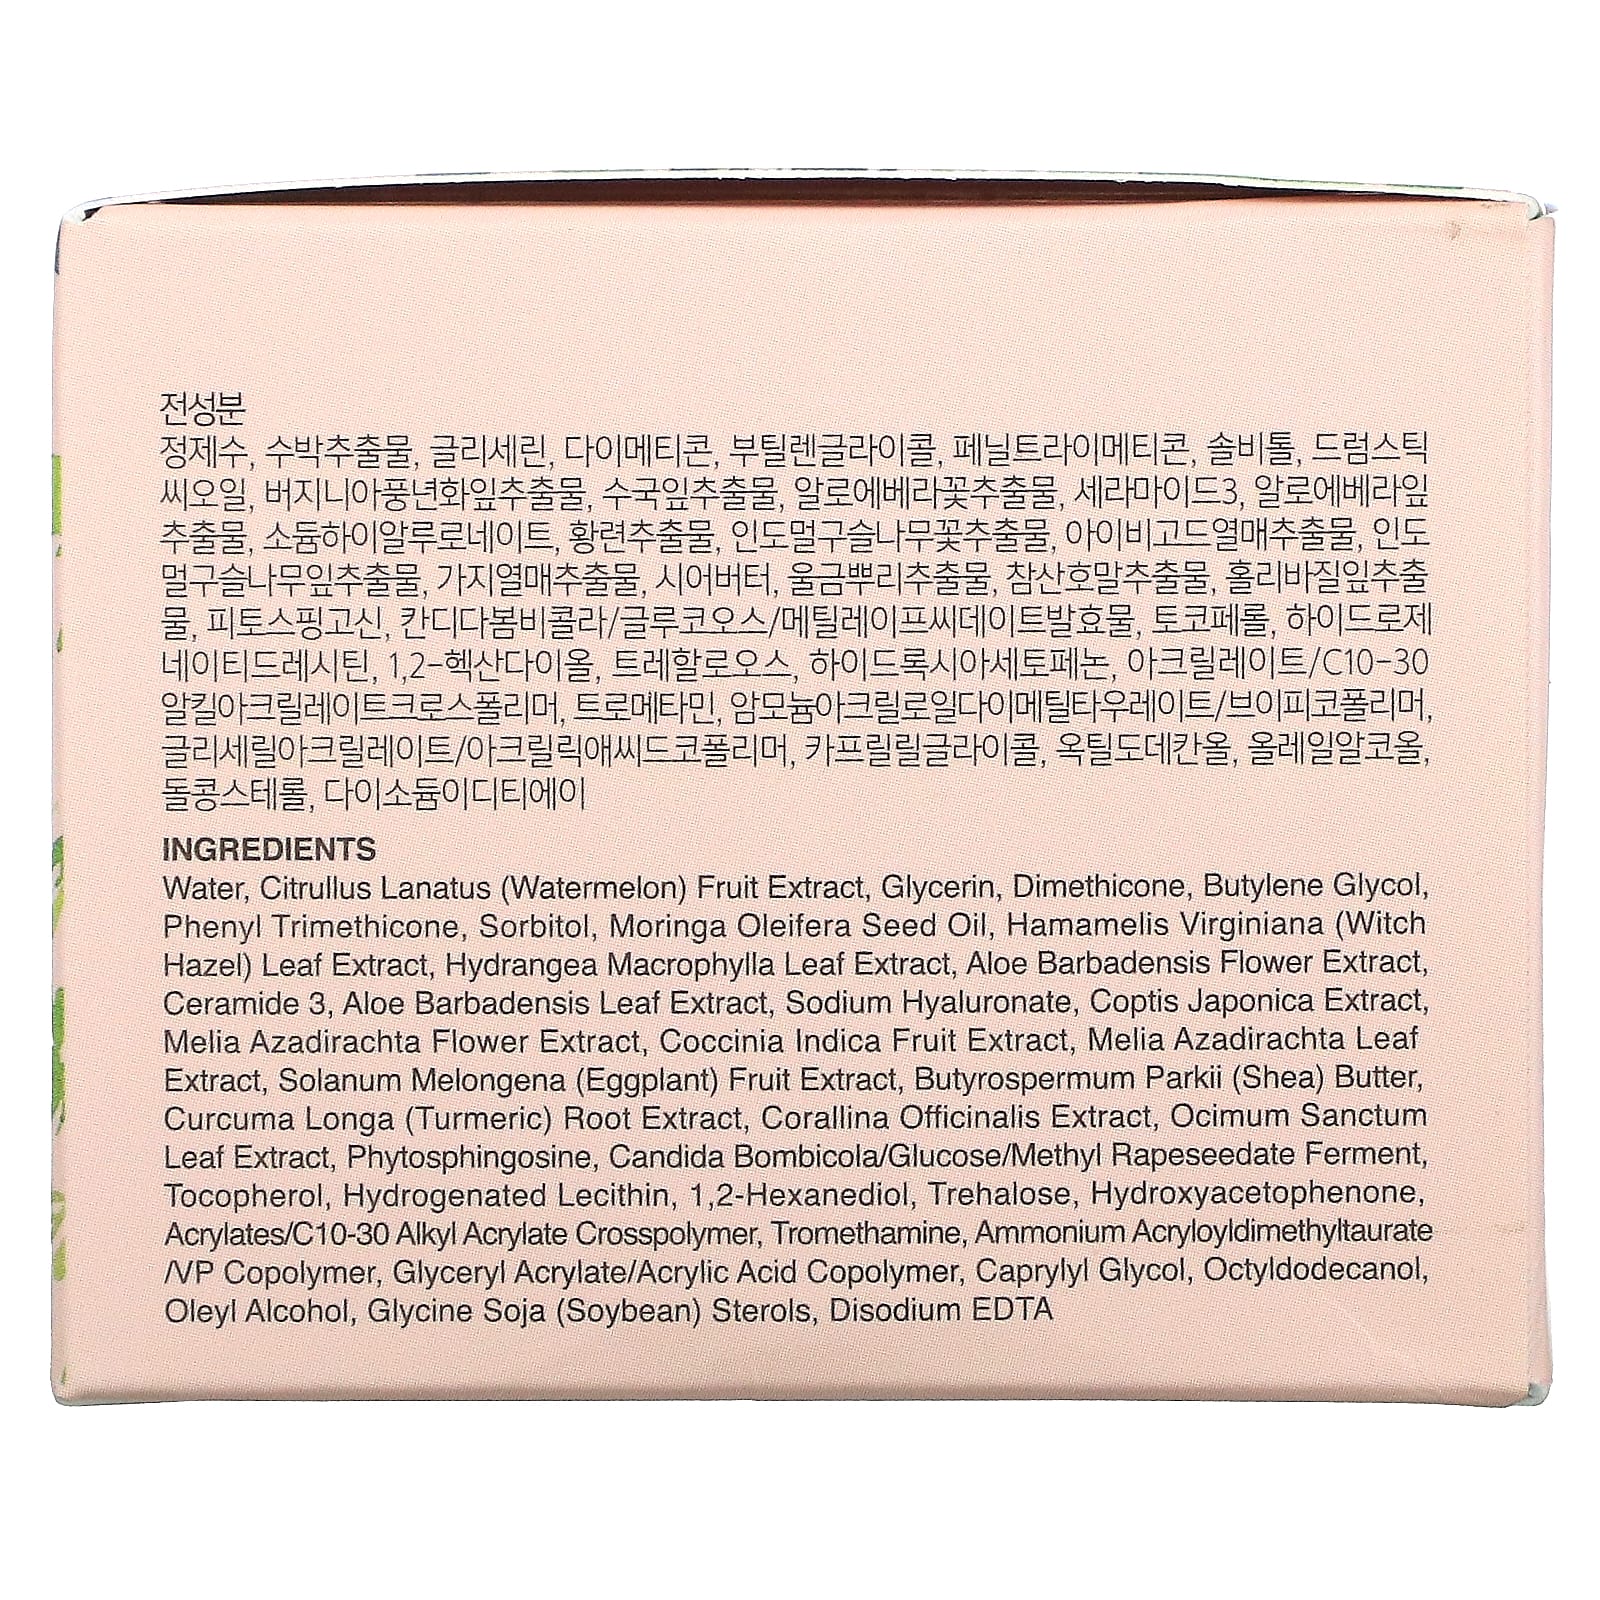 전성분
정제수, 수박추출물, 글리세린, 다이메티콘, 부틸렌글라이콜, 페닐트라이메티콘, 솔비톨, 드럼스틱
씨오일, 버지니아풍년화잎추출물, 수국잎추출물, 알로에베라꽃추출물, 세라마이드3, 알로에베라잎
추출물, 소듐하이알루로네이트, 황련추출물, 인도멀구슬나무꽃추출물, 아이비고드열매추출물, 인도
멀구슬나무잎추출물, 가지열매추출물, 시어버터, 울금뿌리추출물, 참산호말추출물, 홀리바질잎추출
물, 피토스핑고신, 칸디다봄비콜라/글루코오스/메틸레이프씨데이트발효물, 토코페롤, 하이드로제
네이티드레시틴, 1,2-헥산다이올, 트레할로오스, 하이드록시아세토페논, 아크릴레이트/C10-30
알킬아크릴레이트크로스폴리머, 트로메타민, 암모늄아크릴로일다이메틸타우레이트/브이피코폴리머,
글리세릴아크릴레이트/아크릴릭애씨드코폴리머, 카프릴릴글라이콜, 옥틸도데칸올, 올레일알코올,
돌콩스테롤, 다이소듐이디티에이
INGREDIENTS
Water, Citrullus Lanatus (Watermelon) Fruit Extract, Glycerin, Dimethicone, Butylene Glycol,
Phenyl Trimethicone, Sorbitol, Moringa Oleifera Seed Oil, Hamamelis Virginiana (Witch
Hazel) Leaf Extract, Hydrangea Macrophylla Leaf Extract, Aloe Barbadensis Flower Extract,
Ceramide 3, Aloe Barbadensis Leaf Extract, Sodium Hyaluronate, Coptis Japonica Extract,
Melia Azadirachta Flower Extract, Coccinia Indica Fruit Extract, Melia Azadirachta Leaf
Extract, Solanum Melongena (Eggplant) Fruit Extract, Butyrospermum Parkii (Shea) Butter,
Curcuma Longa (Turmeric) Root Extract, Corallina Officinalis Extract, Ocimum Sanctum
Leaf Extract, Phytosphingosine, Candida Bombicola/Glucose/Methyl Rapeseedate Ferment,
Tocopherol, Hydrogenated Lecithin, 1,2-Hexanediol, Trehalose, Hydroxyacetophenone,
Acrylates/C10-30 Alkyl Acrylate Crosspolymer, Tromethamine, Ammonium Acryloyldimethyltaurate
/VP Copolymer, Glyceryl Acrylate/Acrylic Acid Copolymer, Caprylyl Glycol, Octyldodecanol,
Oleyl Alcohol, Glycine Soja (Soybean) Sterols, Disodium EDTA